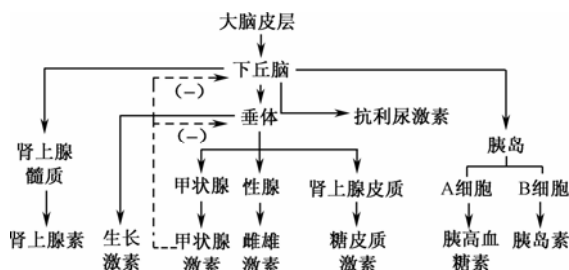 大脑皮层
下丘脑
(−)
垂体
抗利尿激素
(−)
肾上腺
髓质
胰岛
甲状腺
性腺
肾上腺皮质
A细胞
B细胞
肾上腺素
生长
激素
甲状腺
激素
雌雄
激素
糖皮质
激素
胰高血
糖素
胰岛素